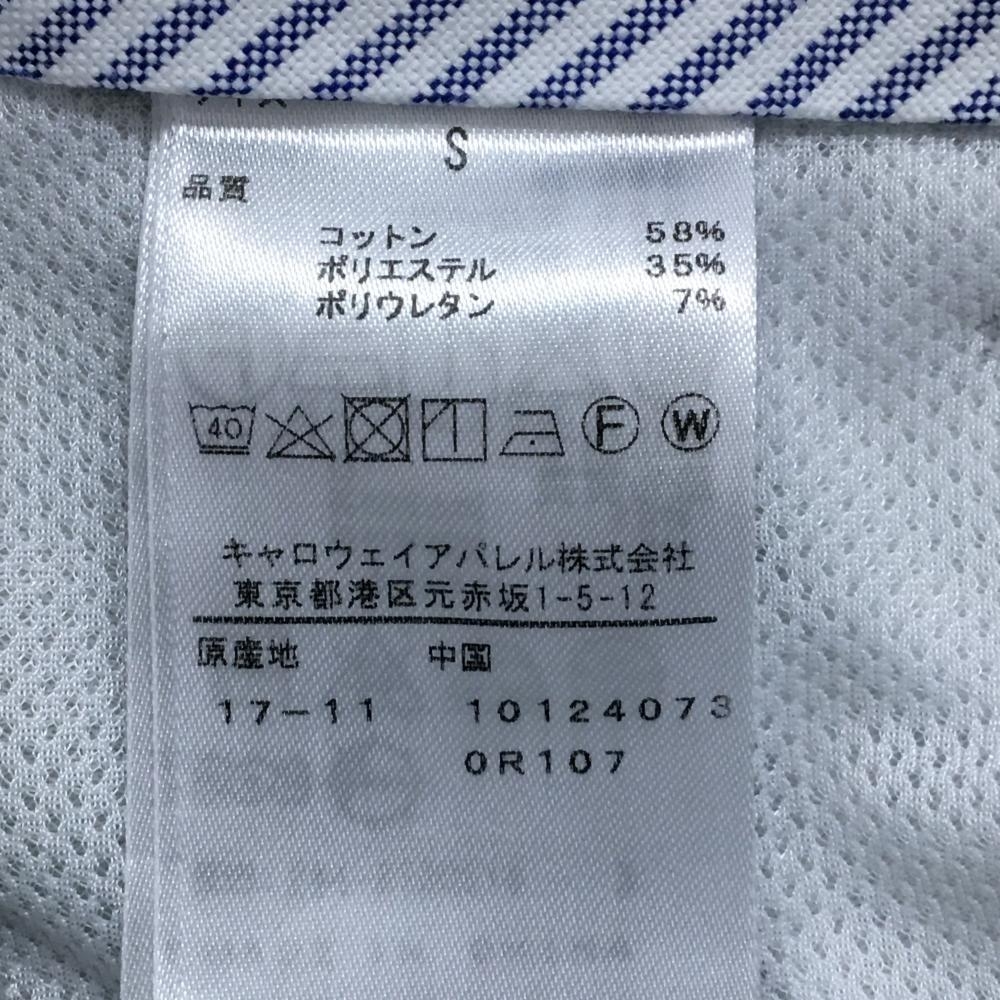 S
品質
コットン 58%
ポリエステル 35%
ポリウレタン 7%
40 F W
キャロウェイアパレル株式会社
東京都港区元赤坂1-5-12
原産地 中国
17-11 10124073
0R107